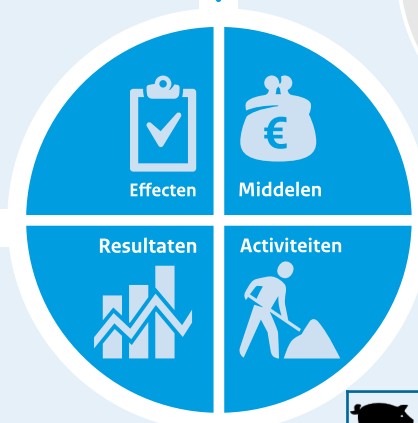 €
Effecten
Middelen
Resultaten
Activiteiten